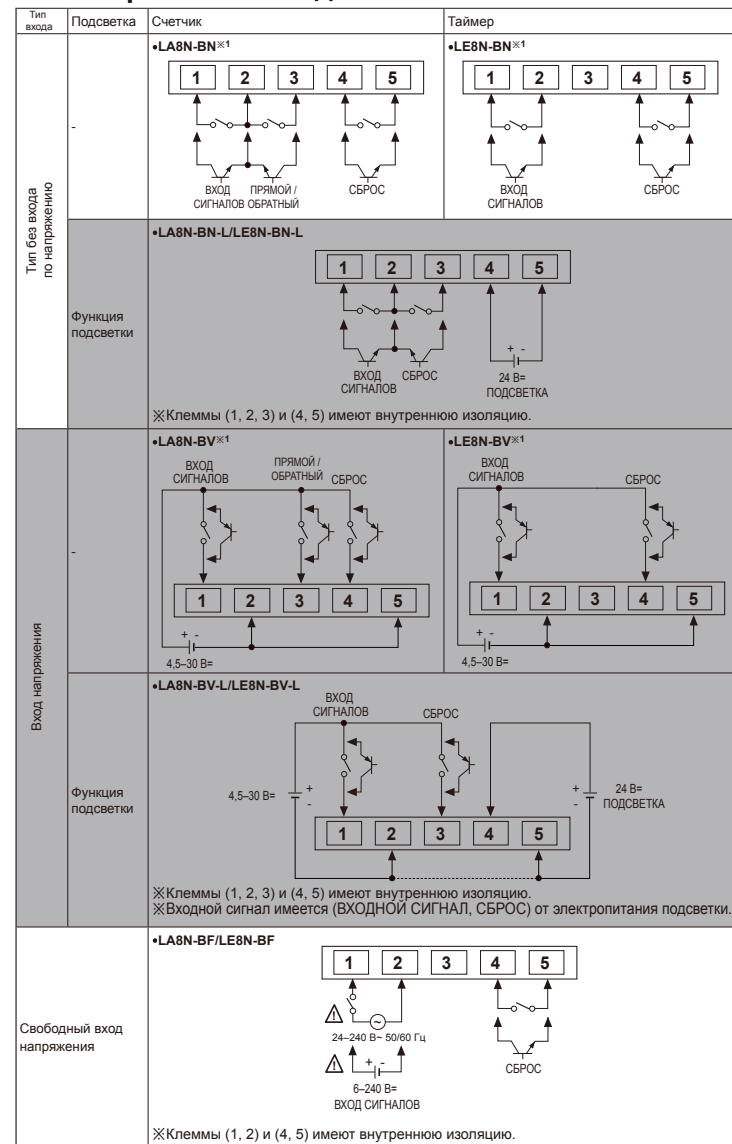 Тип входа
Подсветка
Счетчик
Таймер
Тип без входа
по напряжению
-
•LA8N-BN※1
1 2 3 4 5
ВХОД
СИГНАЛОВ
ПРЯМОЙ /
ОБРАТНЫЙ
СБРОС
•LE8N-BN※1
1 2 3 4 5
ВХОД
СИГНАЛОВ
СБРОС
Функция
подсветки
•LA8N-BN-L/LE8N-BN-L
1 2 3 4 5
ВХОД
СИГНАЛОВ
СБРОС
+ -
24 В=
ПОДСВЕТКА
※Клеммы (1, 2, 3) и (4, 5) имеют внутреннюю изоляцию.
Вход напряжения
-
•LA8N-BV※1
ВХОД
СИГНАЛОВ
ПРЯМОЙ /
ОБРАТНЫЙ
СБРОС
1 2 3 4 5
+ -
4,5–30 В=
•LE8N-BV※1
ВХОД
СИГНАЛОВ
СБРОС
1 2 3 4 5
+ -
4,5–30 В=
Функция
подсветки
•LA8N-BV-L/LE8N-BV-L
ВХОД
СИГНАЛОВ
СБРОС
4,5–30 В=
+
-
+
-
24 В=
ПОДСВЕТКА
1 2 3 4 5
※Клеммы (1, 2, 3) и (4, 5) имеют внутреннюю изоляцию.
※Входной сигнал имеется (ВХОДНОЙ СИГНАЛ, СБРОС) от электропитания подсветки.
Свободный вход
напряжения
•LA8N-BF/LE8N-BF
1 2 3 4 5
24–240 В~ 50/60 Гц
+ -
6–240 В=
ВХОД СИГНАЛОВ
СБРОС
※Клеммы (1, 2) и (4, 5) имеют внутреннюю изоляцию.